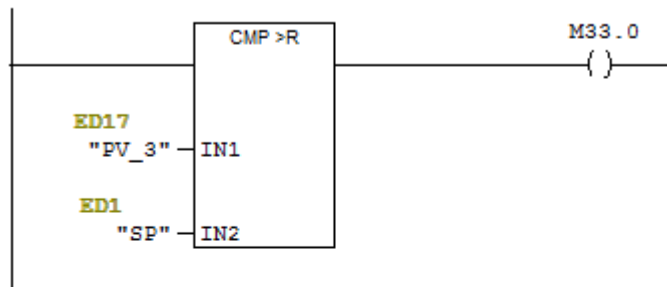 CMP >R
M33.0
ED17
"PV_3"
IN1
ED1
"SP"
IN2